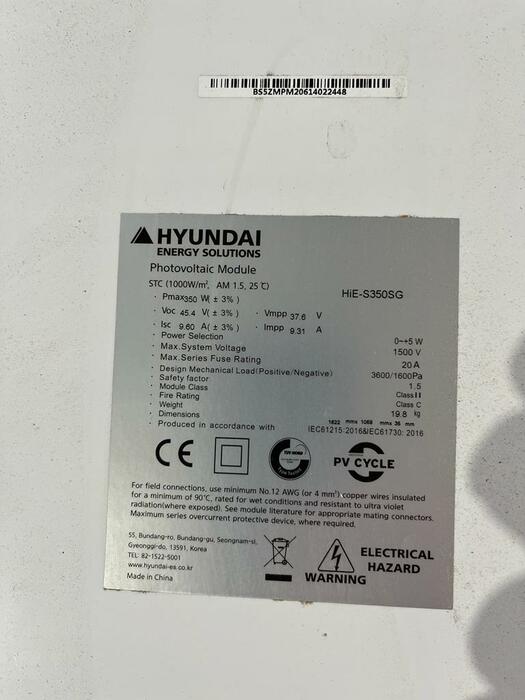 BS5ZMPM20614022448
HYUNDAI
ENERGY SOLUTIONS
Photovoltaic Module
STC (1000W/m², AM 1.5, 25℃)
HiE-S350SG
· Pmax 350 W( ± 3% )
· Voc 45.4 V( ± 3% ) · Vmpp 37.6 V
· Isc 9.60 A( ± 3% ) · Impp 9.31 A
· Power Selection 0~+5 W
· Max.System Voltage 1500 V
· Max.Series Fuse Rating 20 A
· Design Mechanical Load(Positive/Negative) 3600/1600Pa
· Safety factor 1.5
· Module Class Class II
· Fire Rating Class C
· Weight 19.8 kg
· Dimensions 1622 mmx 1068 mmx 36 mm
· Produced in accordance with IEC61215:2016&IEC61730: 2016
CE
TÜV NORD
Type Tested
PV CYCLE
For field connections, use minimum No.12 AWG (or 4 mm²) copper wires insulated
for a minimum of 90℃, rated for wet conditions and resistant to ultra violet
radiation(where exposed). See module literature for appropriate mating connectors.
Maximum series overcurrent protective device, where required.
55, Bundang-ro, Bundang-gu, Seongnam-si,
Gyeonggi-do, 13591, Korea
TEL: 82-1522-5001
www.hyundai-es.co.kr
Made in China
WARNING
ELECTRICAL
HAZARD